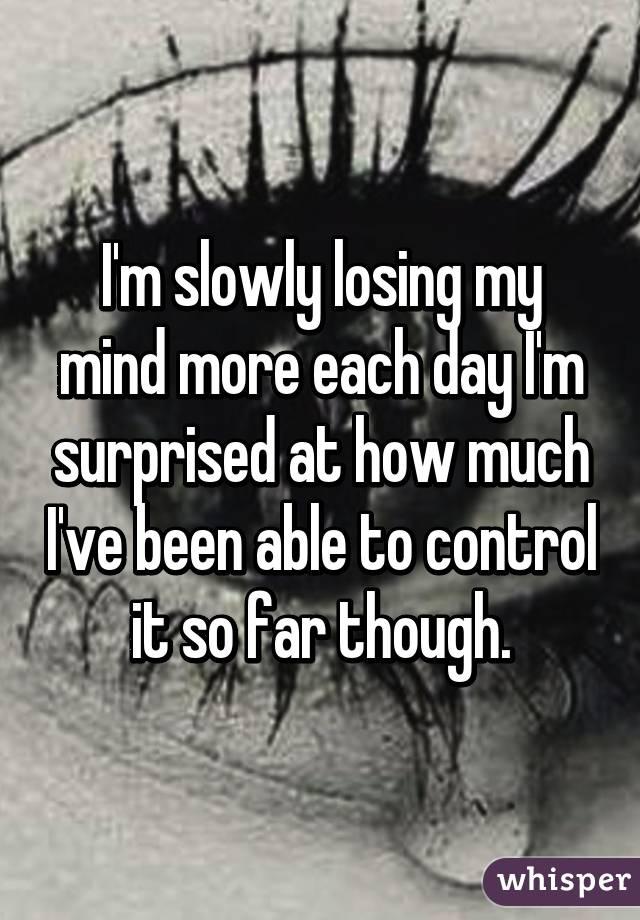 I'm slowly losing my
mind more each day I'm
surprised at how much
I've been able to control
it so far though.
whisper